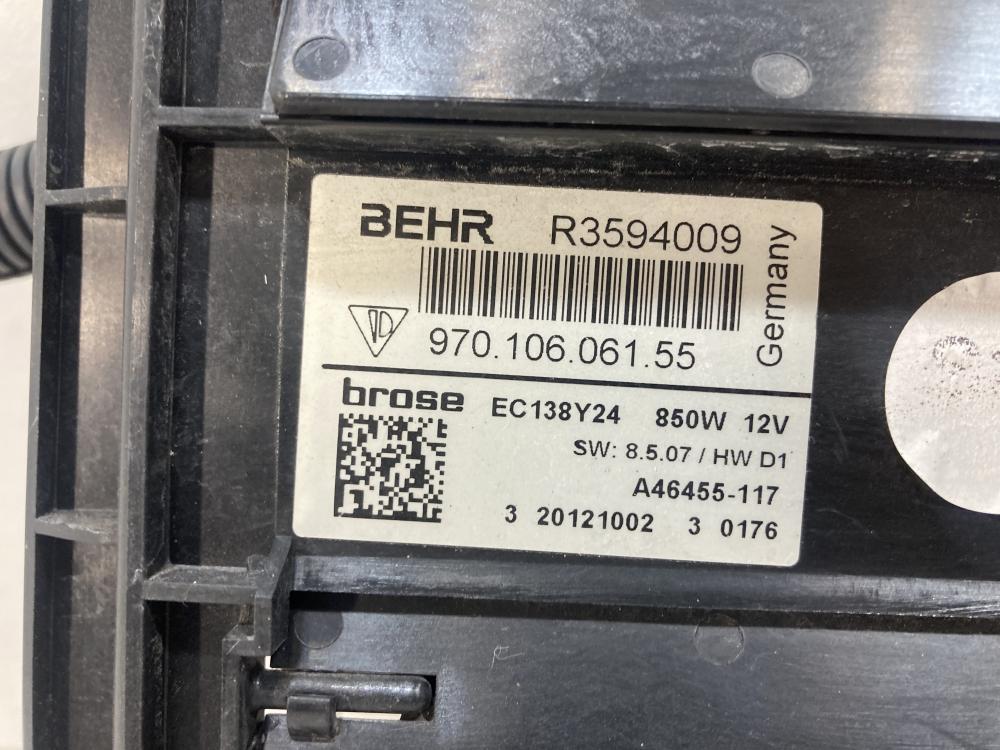 BEHR R3594009
970.106.061.55
Germany
brose EC138Y24 850W 12V
SW: 8.5.07 / HW D1
A46455-117
3 20121002 3 0176